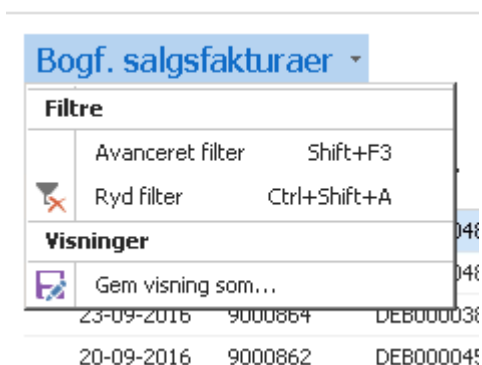 Bogf. salgsfakturaer
Filtre
Avanceret filter Shift+F3
Ryd filter Ctrl+Shift+A
Visninger
Gem visning som...
23-09-2016 9000864 DEB000038
20-09-2016 9000862 DEB000045